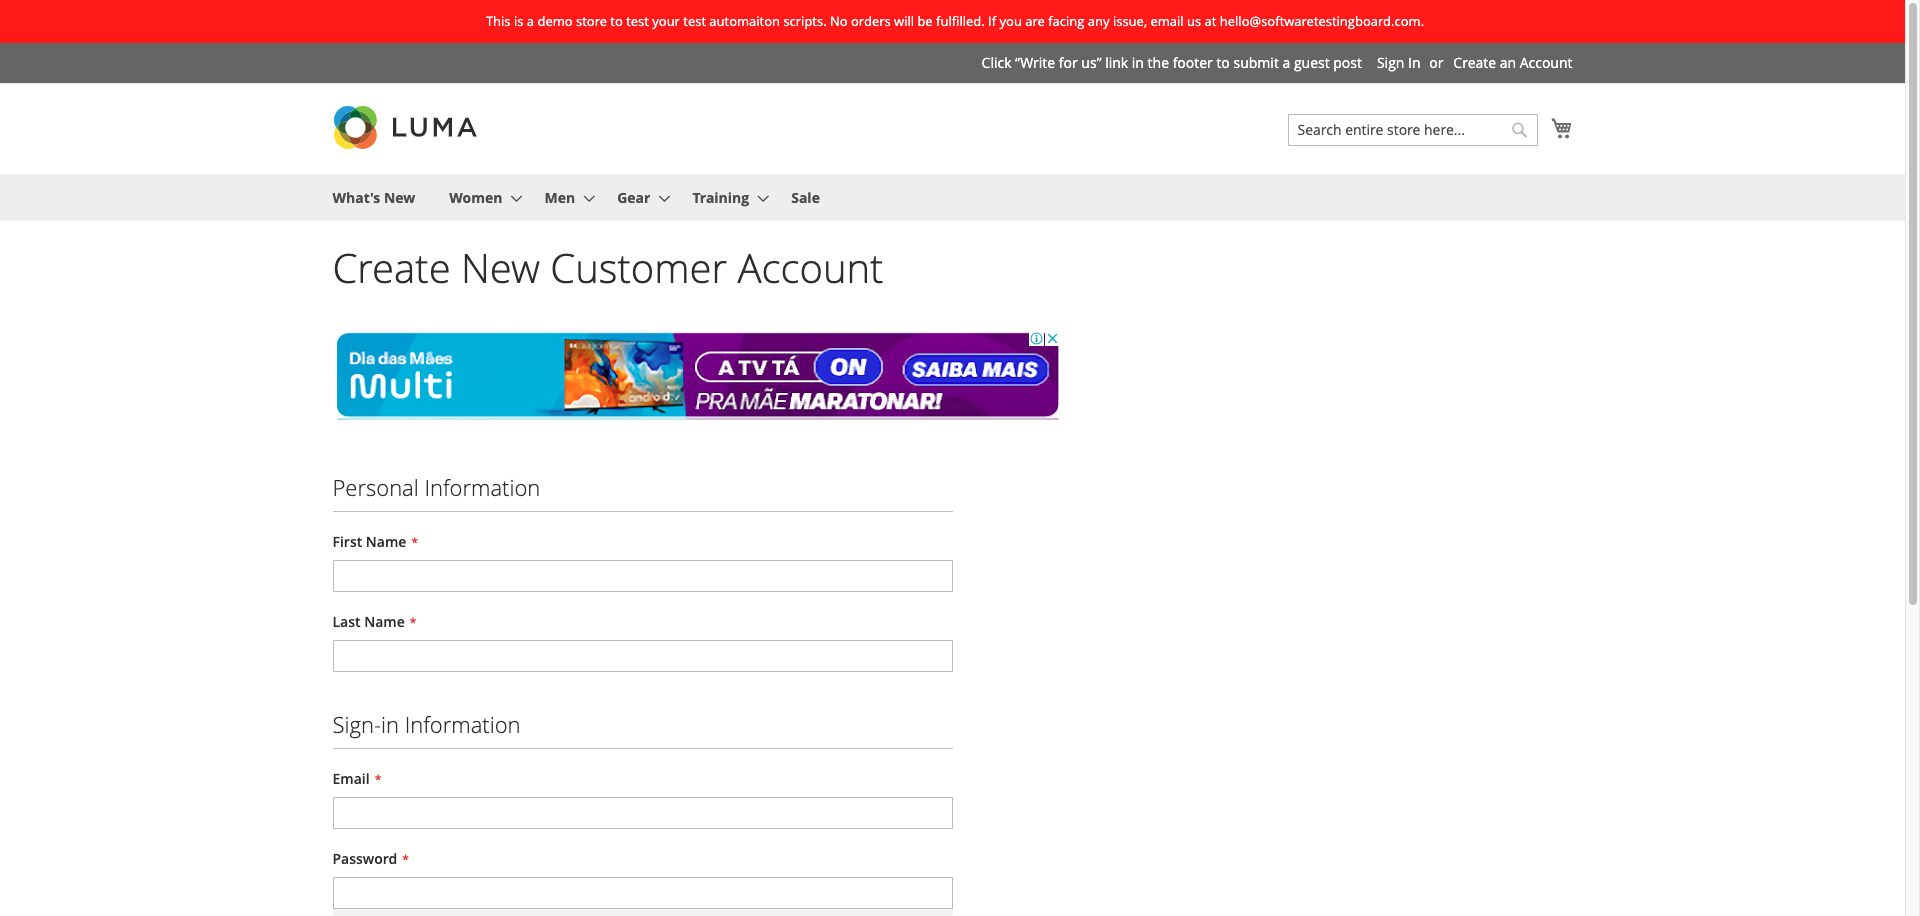 This is a demo store to test your test automaiton scripts. No orders will be fulfilled. If you are facing any issue, email us at hello@softwaretestingboard.com.
Click “Write for us” link in the footer to submit a guest post Sign In or Create an Account
LUMA
Search entire store here...
What's New Women Men Gear Training Sale
Create New Customer Account
Dia das Mães
Multi
androidtv
A TV TÁ ON
PRA MÃE MARATONAR!
SAIBA MAIS
Personal Information
First Name *
Last Name *
Sign-in Information
Email *
Password *